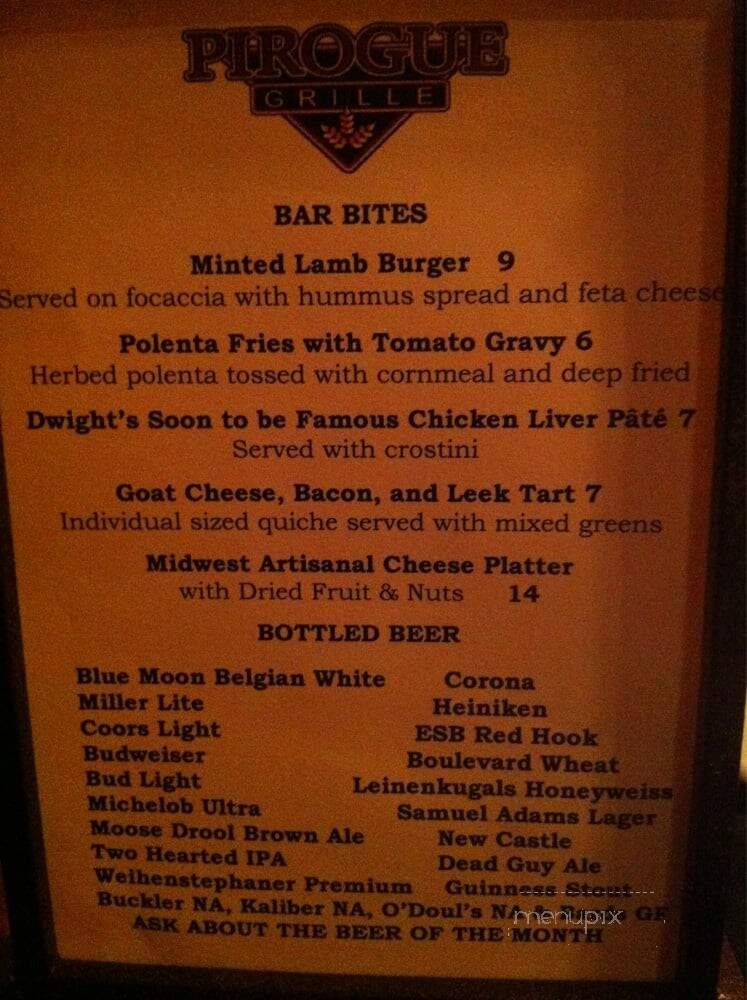 PIROGUE
GRILLE
BAR BITES
Minted Lamb Burger 9
Served on focaccia with hummus spread and feta cheese
Polenta Fries with Tomato Gravy 6
Herbed polenta tossed with cornmeal and deep fried
Dwight's Soon to be Famous Chicken Liver Pâté 7
Served with crostini
Goat Cheese, Bacon, and Leek Tart 7
Individual sized quiche served with mixed greens
Midwest Artisanal Cheese Platter
with Dried Fruit & Nuts 14
BOTTLED BEER
Blue Moon Belgian White Corona
Miller Lite Heiniken
Coors Light ESB Red Hook
Budweiser Boulevard Wheat
Bud Light Leinenkugals Honeyweiss
Michelob Ultra Samuel Adams Lager
Moose Drool Brown Ale New Castle
Two Hearted IPA Dead Guy Ale
Weihenstephaner Premium Guinness Stout
Buckler NA, Kaliber NA, O'Doul's NA & GF
ASK ABOUT THE BEER OF THE MONTH
menupix